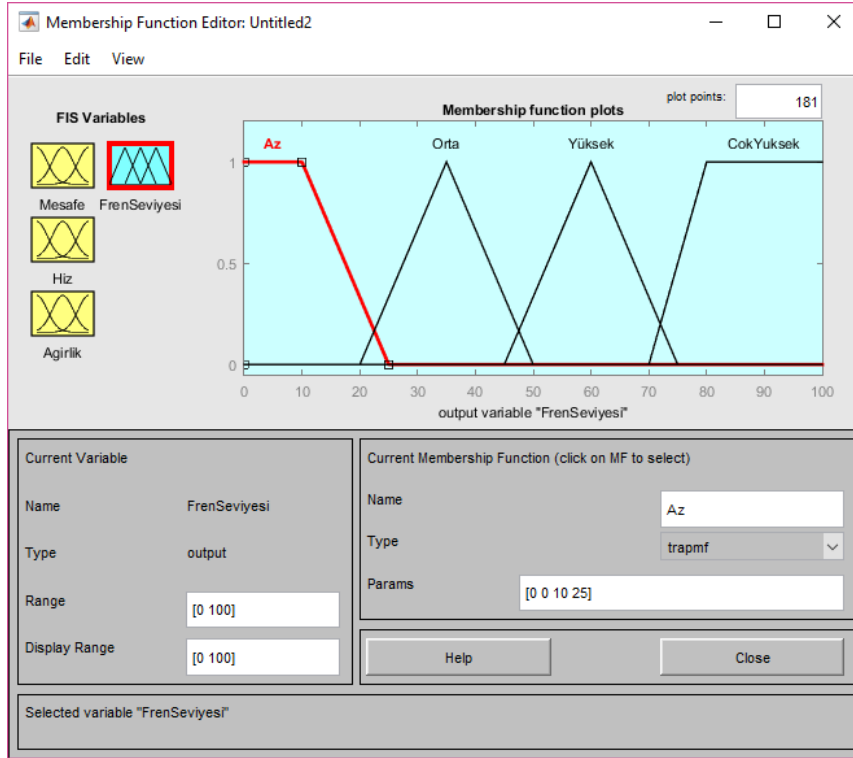 Membership Function Editor: Untitled2
File Edit View
FIS Variables
Mesafe FrenSeviyesi
Hiz
Agirlik
plot points: 181
Membership function plots
Az Orta Yüksek CokYuksek
1
0.5
0
0 10 20 30 40 50 60 70 80 90 100
output variable "FrenSeviyesi"
Current Variable
Name FrenSeviyesi
Type output
Range [0 100]
Display Range [0 100]
Current Membership Function (click on MF to select)
Name Az
Type trapmf
Params [0 0 10 25]
Help Close
Selected variable "FrenSeviyesi"